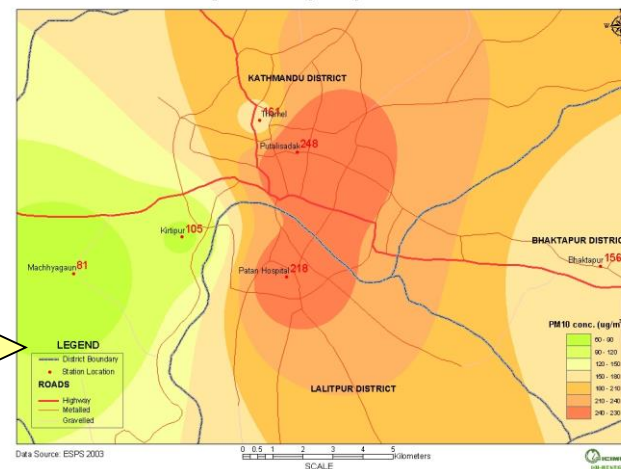 KATHMANDU DISTRICT
161
Thamel
Putalisadak 248
Kirtipur 105
Machhyagaun 81
Patan Hospital 218
BHAKTAPUR DISTRIC
Bhaktapur 156
LALITPUR DISTRICT
LEGEND
District Boundary
Station Location
ROADS
Highway
Metalled
Gravelled
PM10 conc. (ug/m
60 - 90
90 - 120
120 - 150
150 - 180
180 - 210
210 - 240
Data Source: ESPS 2003
0 0.5 1 2 3 4 5
Kilometers
SCALE